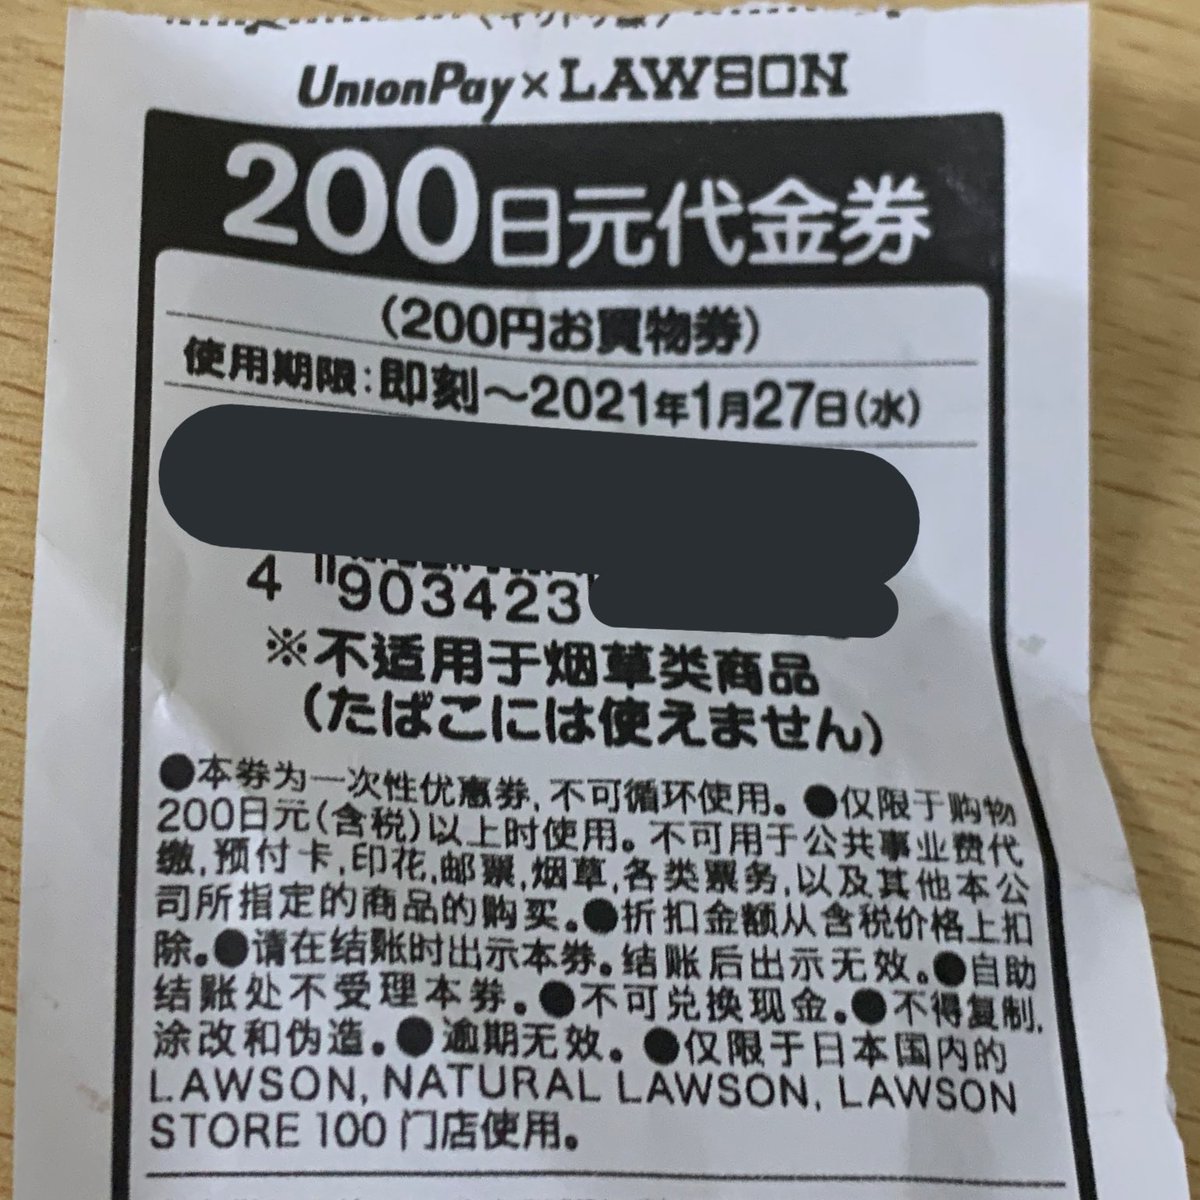 UnionPay×LAWSON
200日元代金券
(200円お買物券)
使用期限:即刻～2021年1月27日(水)
4 903423
※不适用于烟草类商品
(たばこには使えません)
●本券为一次性优惠券,不可循环使用。●仅限于购物
200日元(含税)以上时使用。不可用于公共事业费代
缴,预付卡,印花,邮票,烟草,各类票务,以及其他本公
司所指定的商品的购买。●折扣金额从含税价格上扣
除。●请在结账时出示本券。结账后出示无效。●自助
结账处不受理本券。●不可兑换现金。●不得复制,
涂改和伪造。●逾期无效。●仅限于日本国内的
LAWSON, NATURAL LAWSON, LAWSON
STORE 100 门店使用。